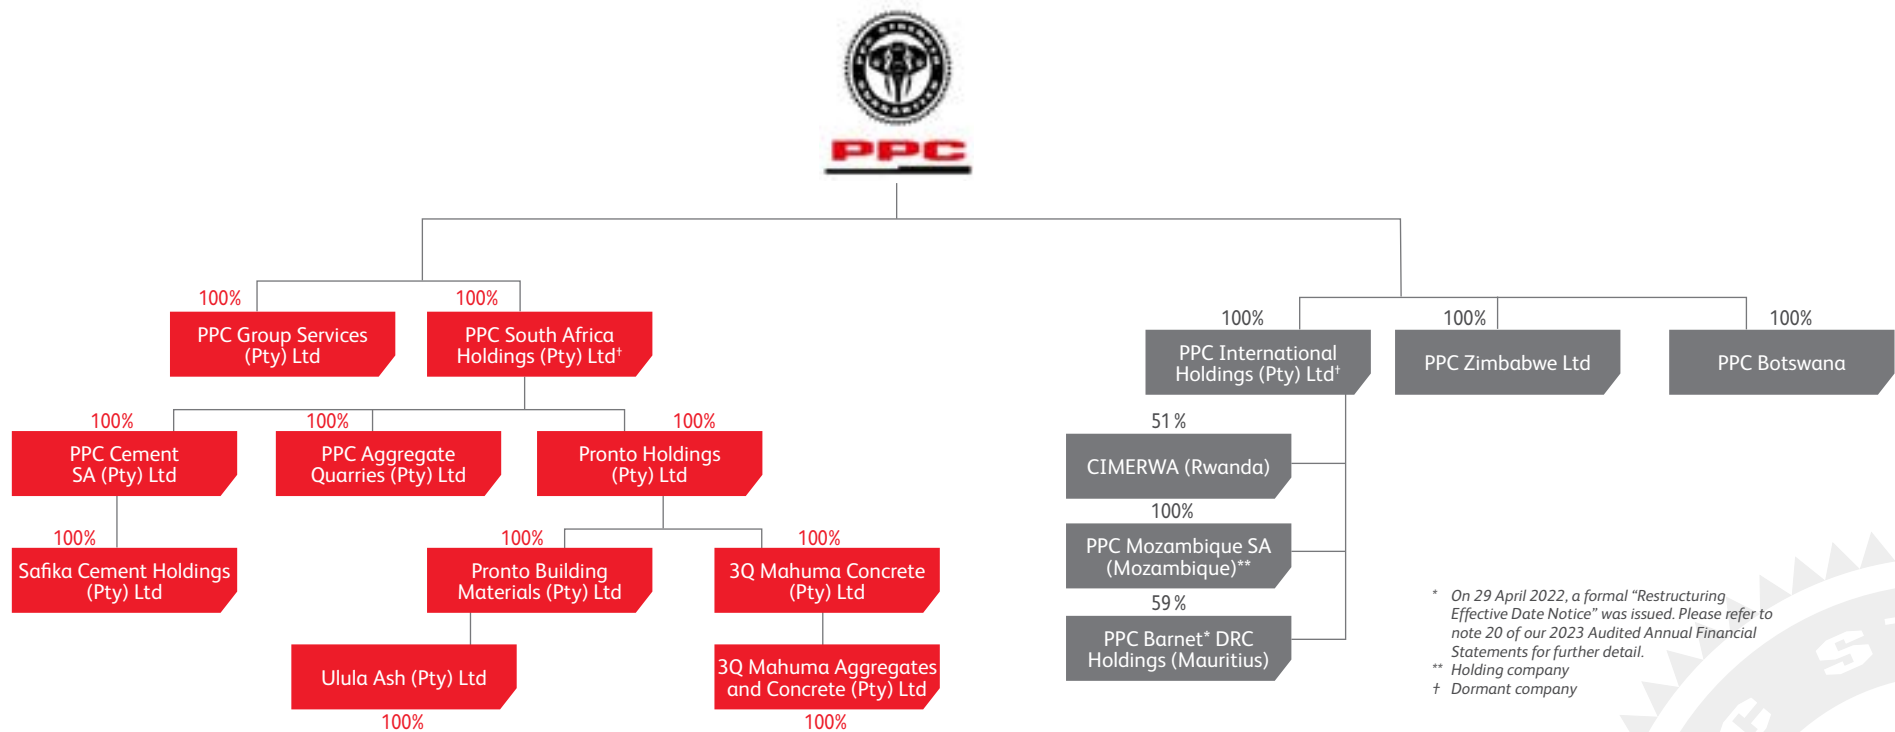 PPC STRENGTH
GUARANTEED
PPC
100%
PPC Group Services
(Pty) Ltd
100%
PPC South Africa
Holdings (Pty) Ltd†
100%
PPC International
Holdings (Pty) Ltd†
100%
PPC Zimbabwe Ltd
100%
PPC Botswana
100%
PPC Cement
SA (Pty) Ltd
100%
PPC Aggregate
Quarries (Pty) Ltd
100%
Pronto Holdings
(Pty) Ltd
51%
CIMERWA (Rwanda)
100%
Safika Cement Holdings
(Pty) Ltd
100%
Pronto Building
Materials (Pty) Ltd
100%
3Q Mahuma Concrete
(Pty) Ltd
100%
PPC Mozambique SA
(Mozambique)**
59%
PPC Barnet* DRC
Holdings (Mauritius)
Ulula Ash (Pty) Ltd
100%
3Q Mahuma Aggregates
and Concrete (Pty) Ltd
100%
* On 29 April 2022, a formal “Restructuring
Effective Date Notice” was issued. Please refer to
note 20 of our 2023 Audited Annual Financial
Statements for further detail.
** Holding company
† Dormant company